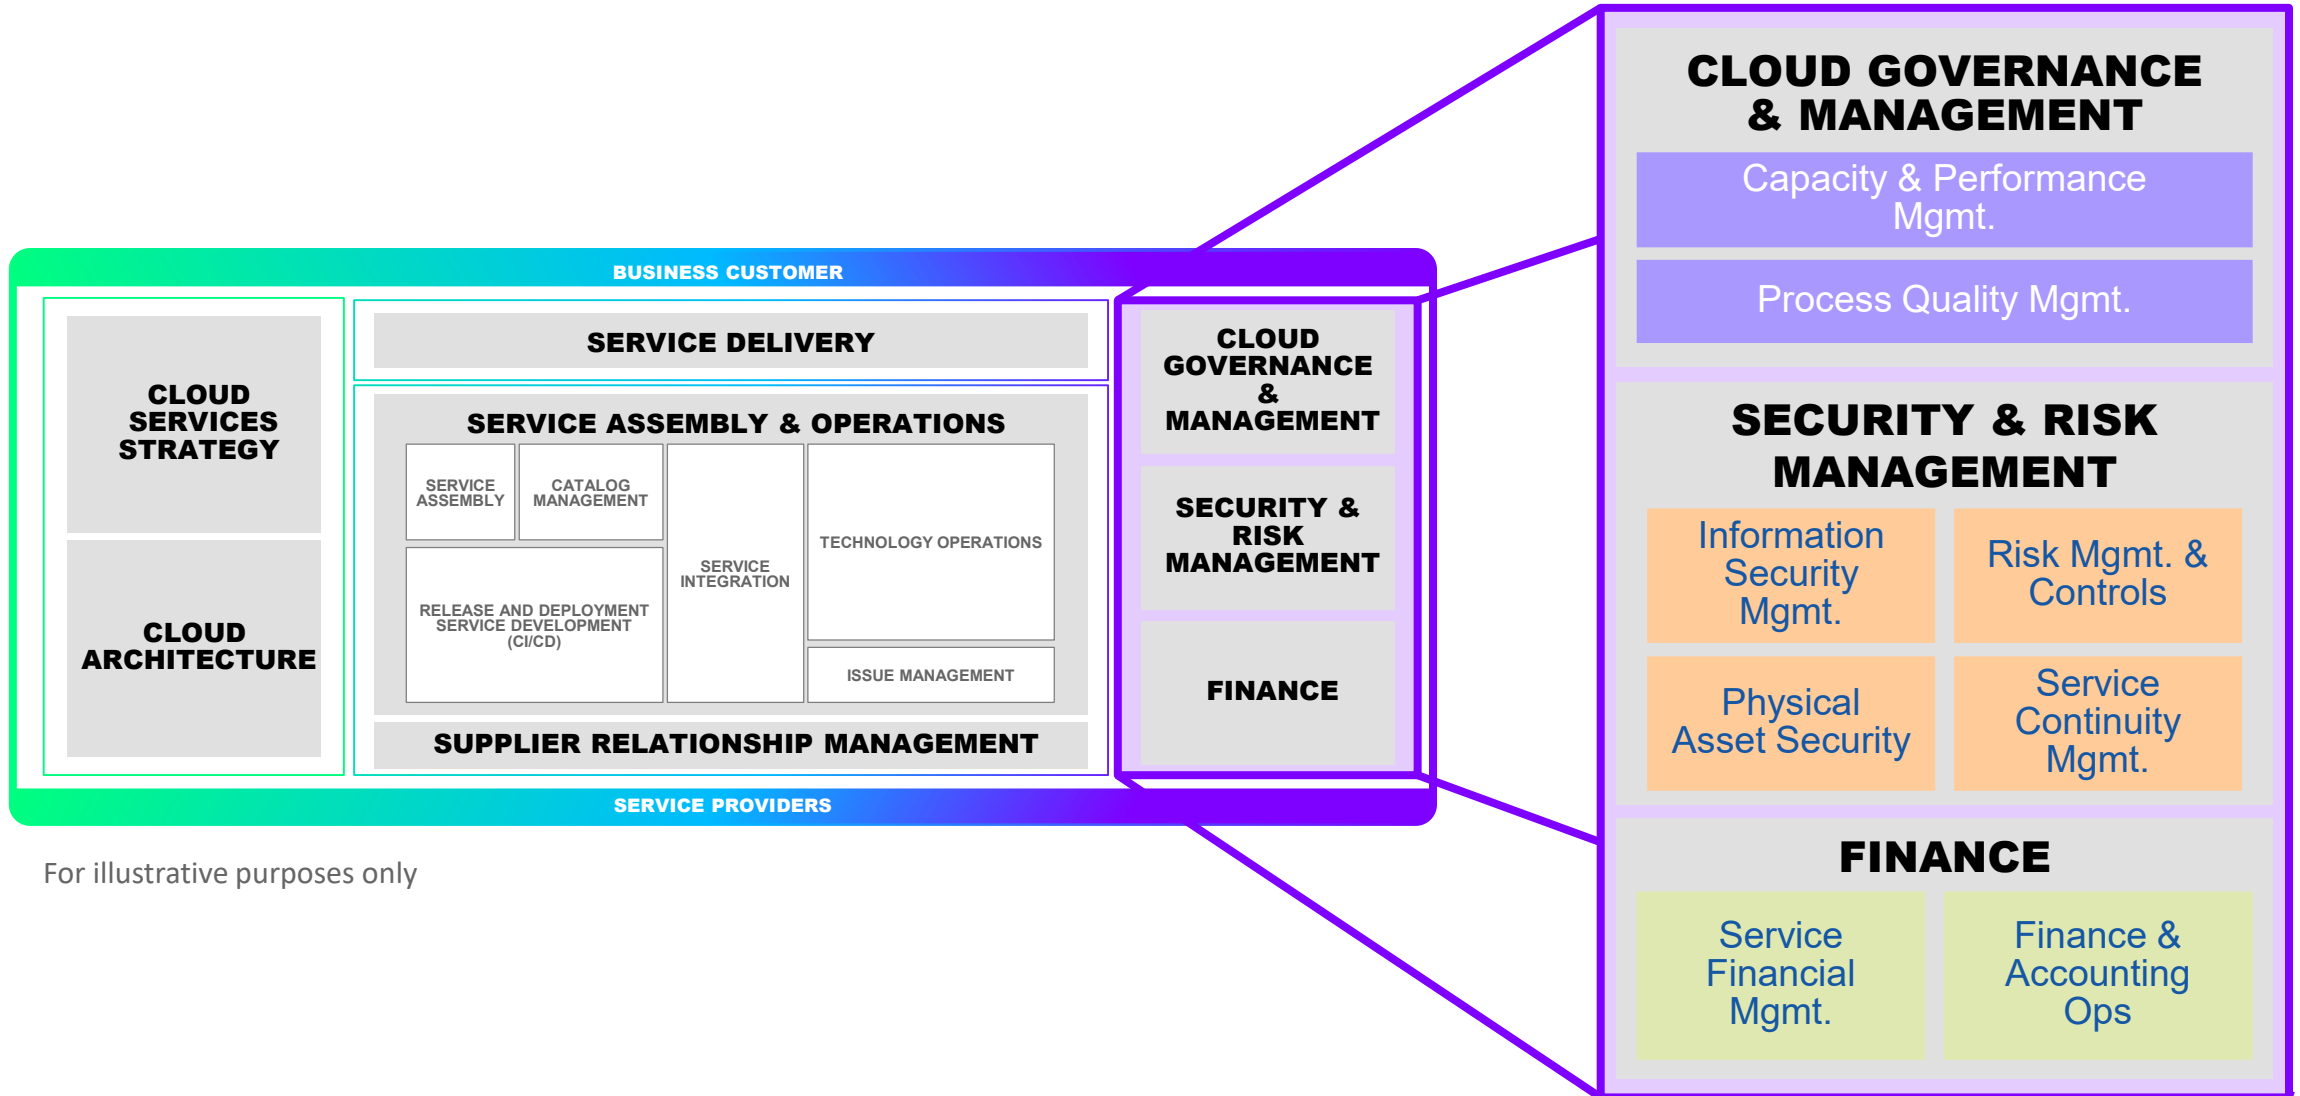 BUSINESS CUSTOMER
CLOUD
SERVICES
STRATEGY
CLOUD
ARCHITECTURE
SERVICE DELIVERY
SERVICE ASSEMBLY & OPERATIONS
SERVICE
ASSEMBLY
CATALOG
MANAGEMENT
RELEASE AND DEPLOYMENT
SERVICE DEVELOPMENT
(CI/CD)
SERVICE
INTEGRATION
TECHNOLOGY OPERATIONS
ISSUE MANAGEMENT
SUPPLIER RELATIONSHIP MANAGEMENT
CLOUD
GOVERNANCE
&
MANAGEMENT
SECURITY &
RISK
MANAGEMENT
FINANCE
SERVICE PROVIDERS
For illustrative purposes only
CLOUD GOVERNANCE
& MANAGEMENT
Capacity & Performance
Mgmt.
Process Quality Mgmt.
SECURITY & RISK
MANAGEMENT
Information
Security
Mgmt.
Risk Mgmt. &
Controls
Physical
Asset Security
Service
Continuity
Mgmt.
FINANCE
Service
Financial
Mgmt.
Finance &
Accounting
Ops